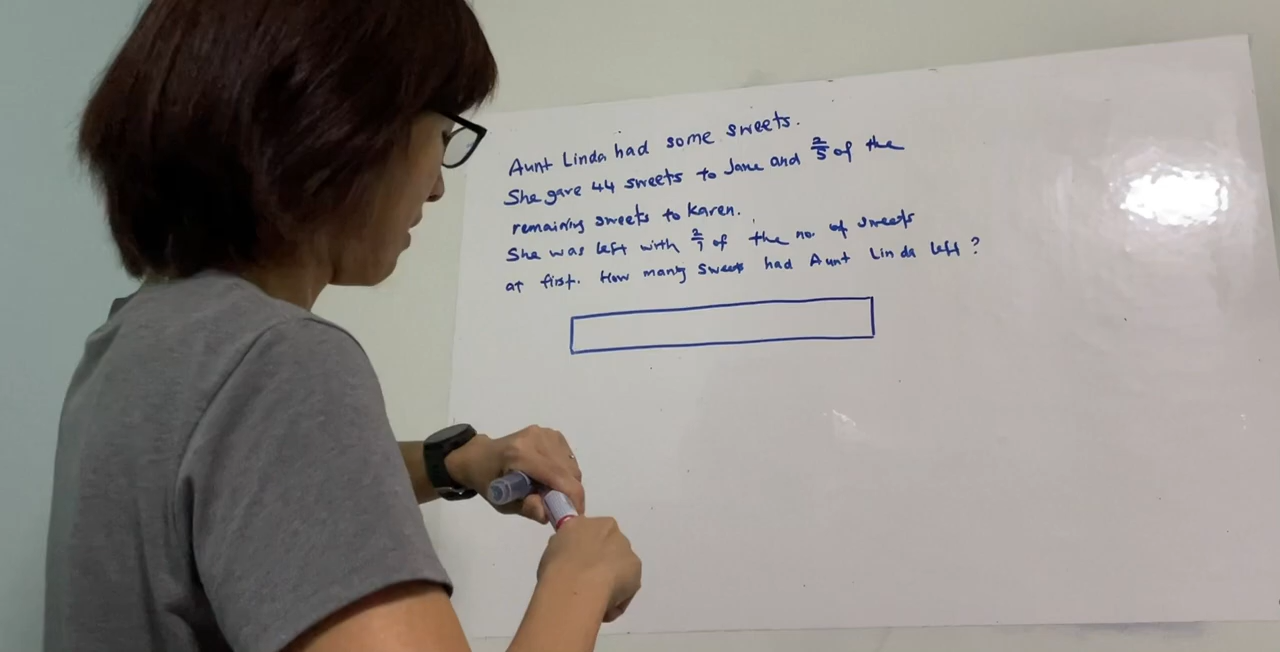 Aunt Linda had some sweets.
She gave 44 sweets to Jane and 2/5 of the
remaining sweets to Karen.
She was left with 2/7 of the no. of sweets
at first. How many sweets had Aunt Linda left?